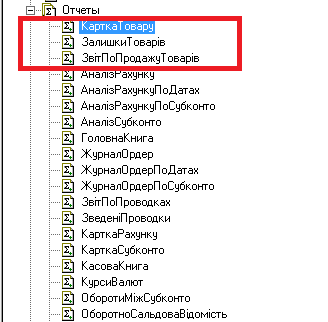 Отчеты
КарткаТовару
ЗалишкиТоварів
ЗвітПоПродажуТоварів
АналізРахунку
АналізРахункуПоДатах
АналізРахункуПоСубконто
АналізСубконто
ГоловнаКнига
ЖурналОрдер
ЖурналОрдерПоДатах
ЖурналОрдерПоСубконто
ЗвітПоПроводках
ЗведеніПроводки
КарткаРахунку
КарткаСубконто
КасоваКнига
КурсиВалют
ОборотиМіжСубконто
ОборотноСальдоваВідомість